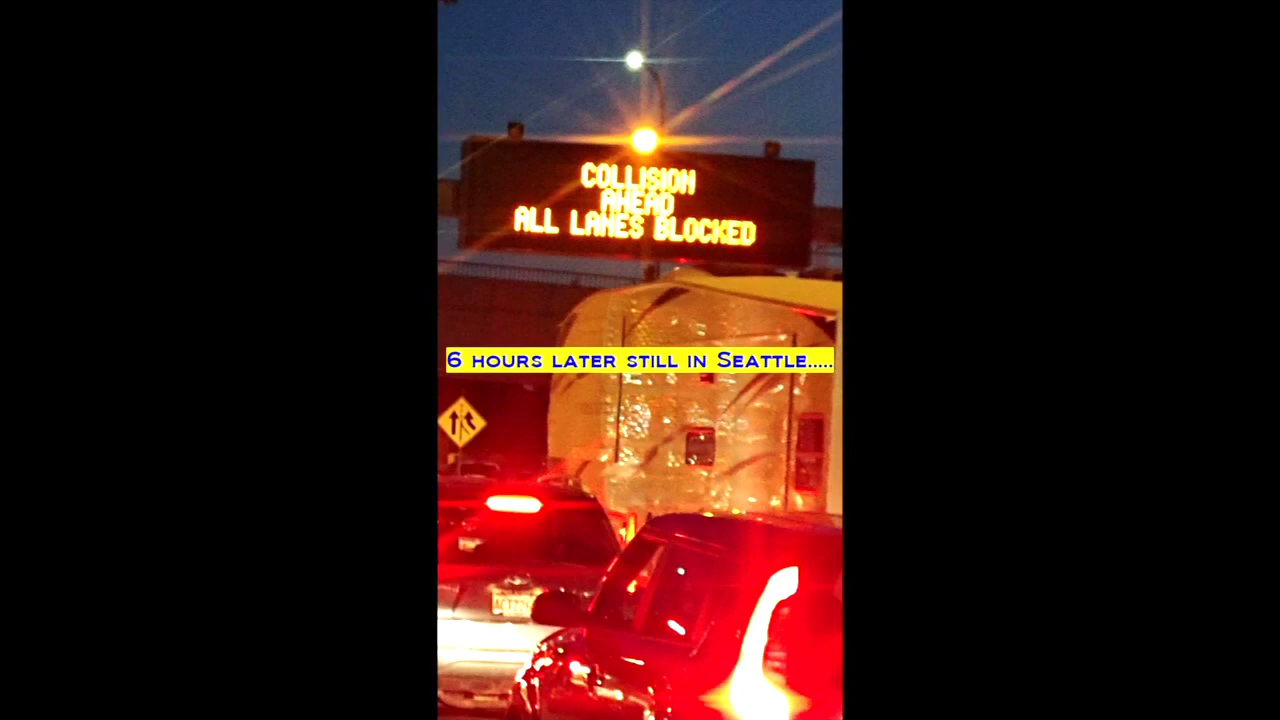 COLLISION
AHEAD
ALL LANES BLOCKED
6 HOURS LATER STILL IN SEATTLE.....